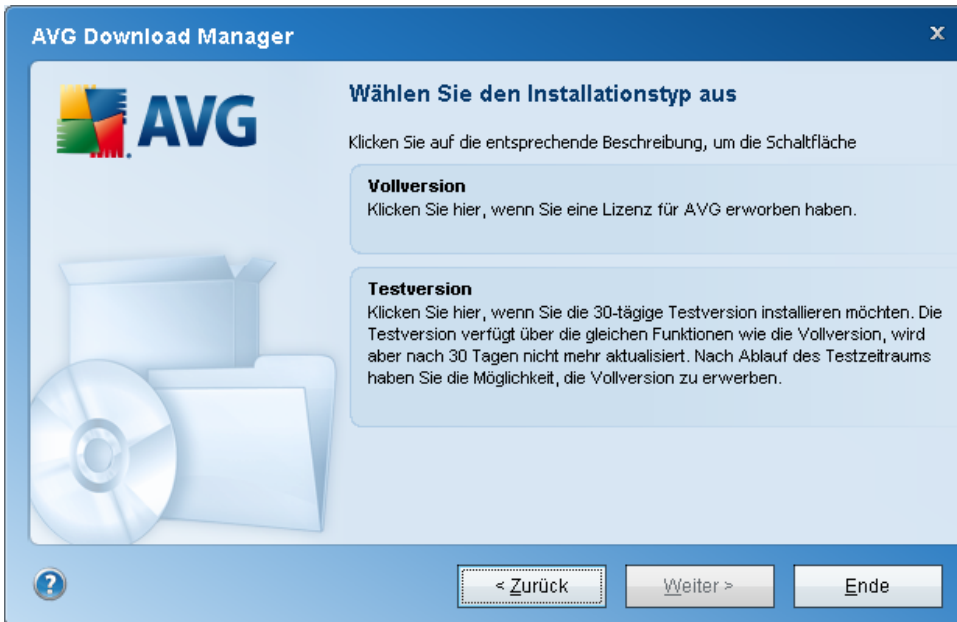 AVG Download Manager
x
AVG
Wählen Sie den Installationstyp aus
Klicken Sie auf die entsprechende Beschreibung, um die Schaltfläche
Vollversion
Klicken Sie hier, wenn Sie eine Lizenz für AVG erworben haben.
Testversion
Klicken Sie hier, wenn Sie die 30-tägige Testversion installieren möchten. Die
Testversion verfügt über die gleichen Funktionen wie die Vollversion, wird
aber nach 30 Tagen nicht mehr aktualisiert. Nach Ablauf des Testzeitraums
haben Sie die Möglichkeit, die Vollversion zu erwerben.
?
< Zurück
Weiter >
Ende